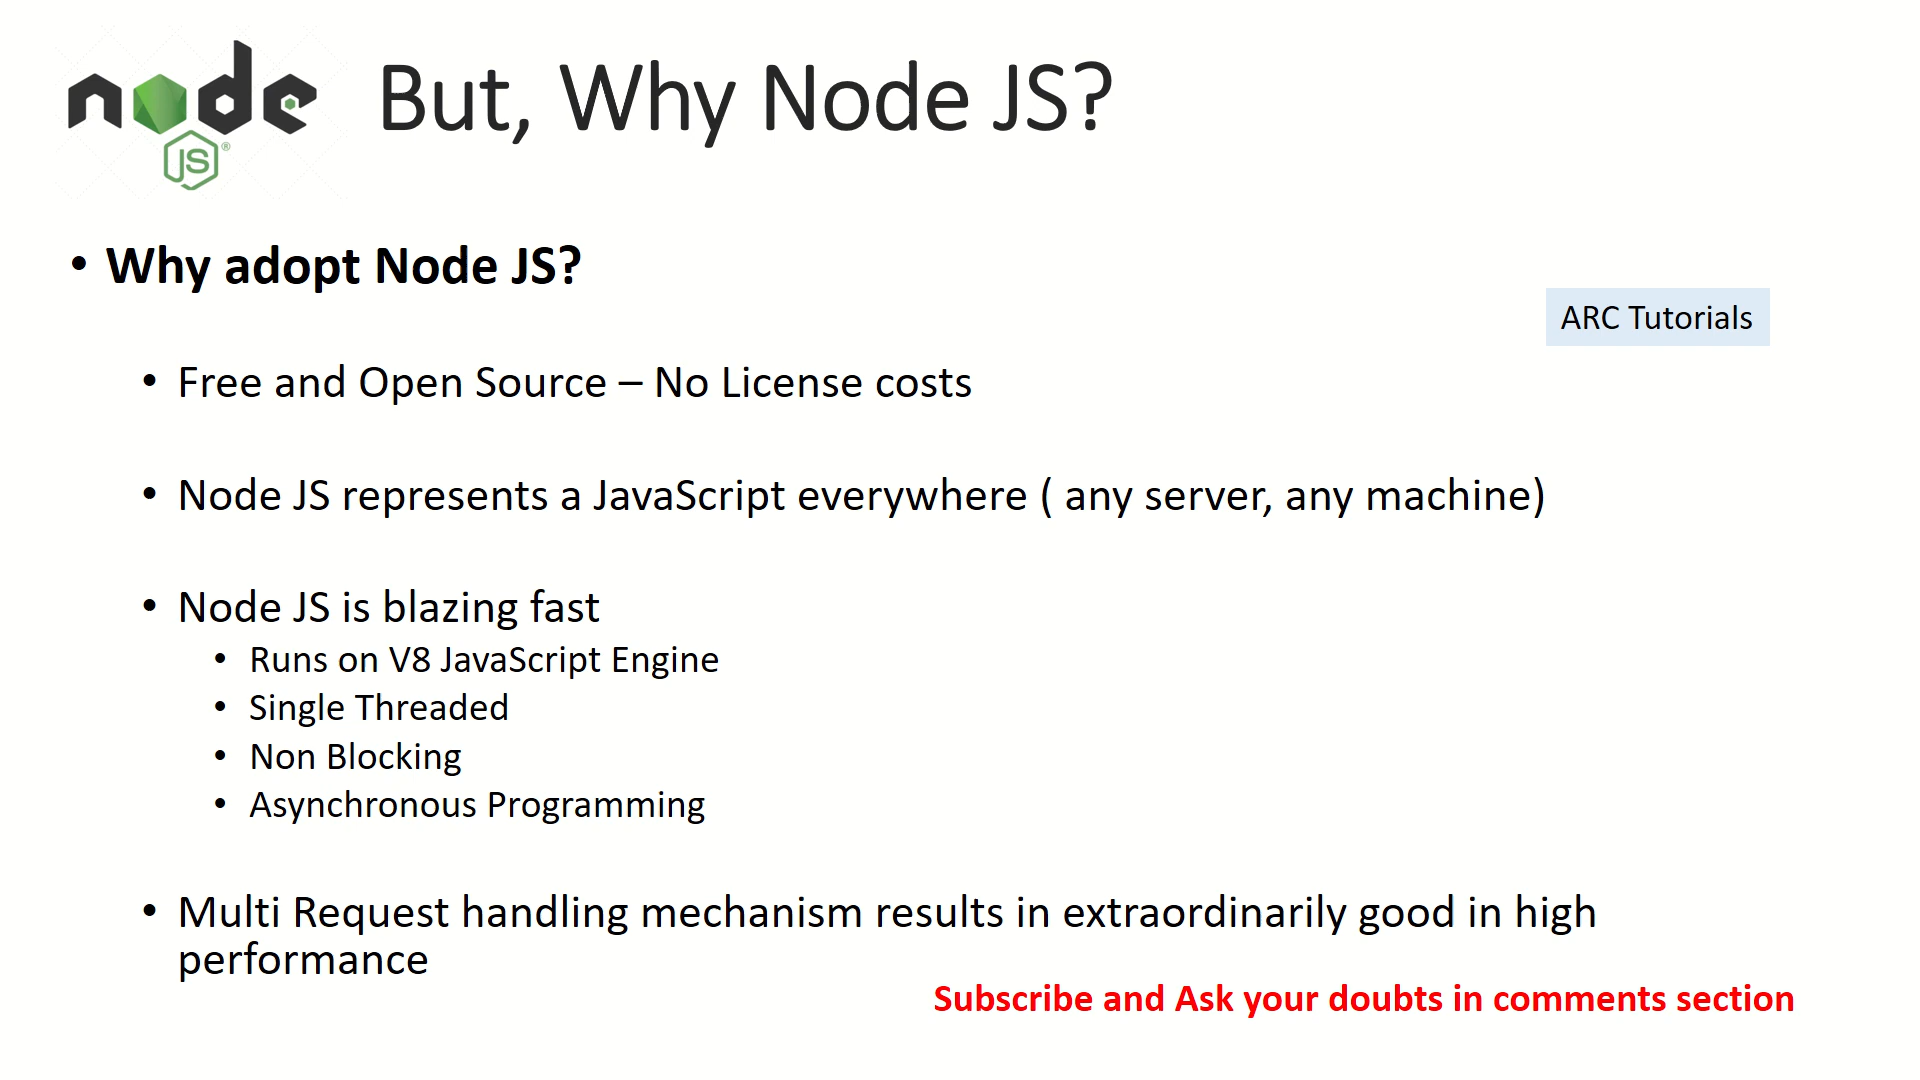 node
JS®
But, Why Node JS?
• Why adopt Node JS?
ARC Tutorials
• Free and Open Source – No License costs
• Node JS represents a JavaScript everywhere ( any server, any machine)
• Node JS is blazing fast
• Runs on V8 JavaScript Engine
• Single Threaded
• Non Blocking
• Asynchronous Programming
• Multi Request handling mechanism results in extraordinarily good in high
performance
Subscribe and Ask your doubts in comments section